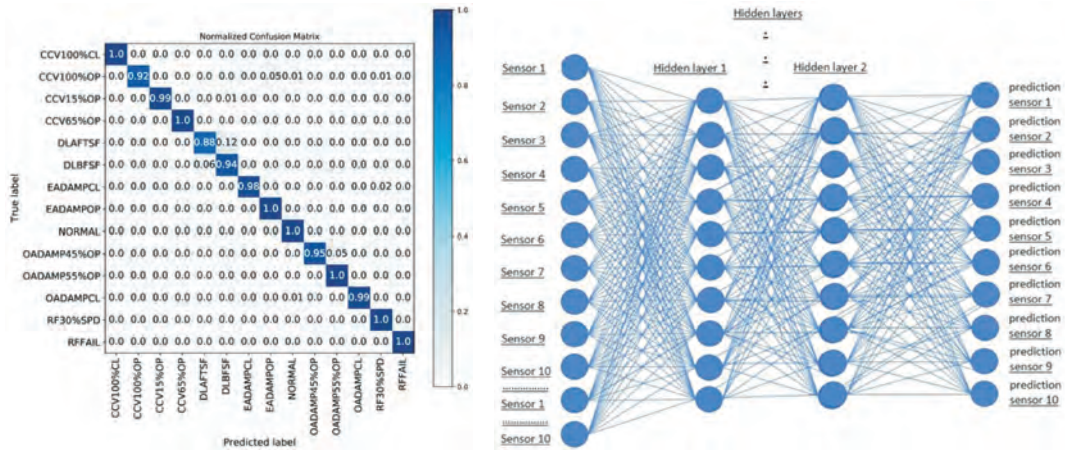 Normalized Confusion Matrix
True label
CCV100%CL 1.0 0.0 0.0 0.0 0.0 0.0 0.0 0.0 0.0 0.0 0.0 0.0 0.0 0.0
CCV100%OP 0.0 0.92 0.0 0.0 0.0 0.0 0.0 0.05 0.01 0.0 0.0 0.0 0.01 0.0
CCV15%OP 0.0 0.0 0.99 0.0 0.0 0.01 0.0 0.0 0.0 0.0 0.0 0.0 0.0 0.0
CCV65%OP 0.0 0.0 0.0 1.0 0.0 0.0 0.0 0.0 0.0 0.0 0.0 0.0 0.0 0.0
DLAFTSF 0.0 0.0 0.0 0.0 0.88 0.12 0.0 0.0 0.0 0.0 0.0 0.0 0.0 0.0
DLBFSF 0.0 0.0 0.0 0.0 0.06 0.94 0.0 0.0 0.0 0.0 0.0 0.0 0.0 0.0
EADAMPCL 0.0 0.0 0.0 0.0 0.0 0.0 0.98 0.0 0.0 0.0 0.0 0.0 0.02 0.0
EADAMPOP 0.0 0.0 0.0 0.0 0.0 0.0 0.0 1.0 0.0 0.0 0.0 0.0 0.0 0.0
NORMAL 0.0 0.0 0.0 0.0 0.0 0.0 0.0 0.0 1.0 0.0 0.0 0.0 0.0 0.0
OADAMP45%OP 0.0 0.0 0.0 0.0 0.0 0.0 0.0 0.0 0.0 0.95 0.05 0.0 0.0 0.0
OADAMP55%OP 0.0 0.0 0.0 0.0 0.0 0.0 0.0 0.0 0.0 0.0 1.0 0.0 0.0 0.0
OADAMPCL 0.0 0.0 0.0 0.0 0.0 0.0 0.0 0.0 0.01 0.0 0.0 0.99 0.0 0.0
RF30%SPD 0.0 0.0 0.0 0.0 0.0 0.0 0.0 0.0 0.0 0.0 0.0 0.0 1.0 0.0
RFFAIL 0.0 0.0 0.0 0.0 0.0 0.0 0.0 0.0 0.0 0.0 0.0 0.0 0.0 1.0
CCV100%CL
CCV100%OP
CCV15%OP
CCV65%OP
DLAFTSF
DLBFSF
EADAMPCL
EADAMPOP
NORMAL
OADAMP45%OP
OADAMP55%OP
OADAMPCL
RF30%SPD
RFFAIL
Predicted label
1.0
0.8
0.6
0.4
0.2
0.0
Hidden layers
Hidden layer 1
Hidden layer 2
Sensor 1
Sensor 2
Sensor 3
Sensor 4
Sensor 5
Sensor 6
Sensor 7
Sensor 8
Sensor 9
Sensor 10
Sensor 1
Sensor 10
prediction
sensor 1
prediction
sensor 2
prediction
sensor 3
prediction
sensor 4
prediction
sensor 5
prediction
sensor 6
prediction
sensor 7
prediction
sensor 8
prediction
sensor 9
prediction
sensor 10